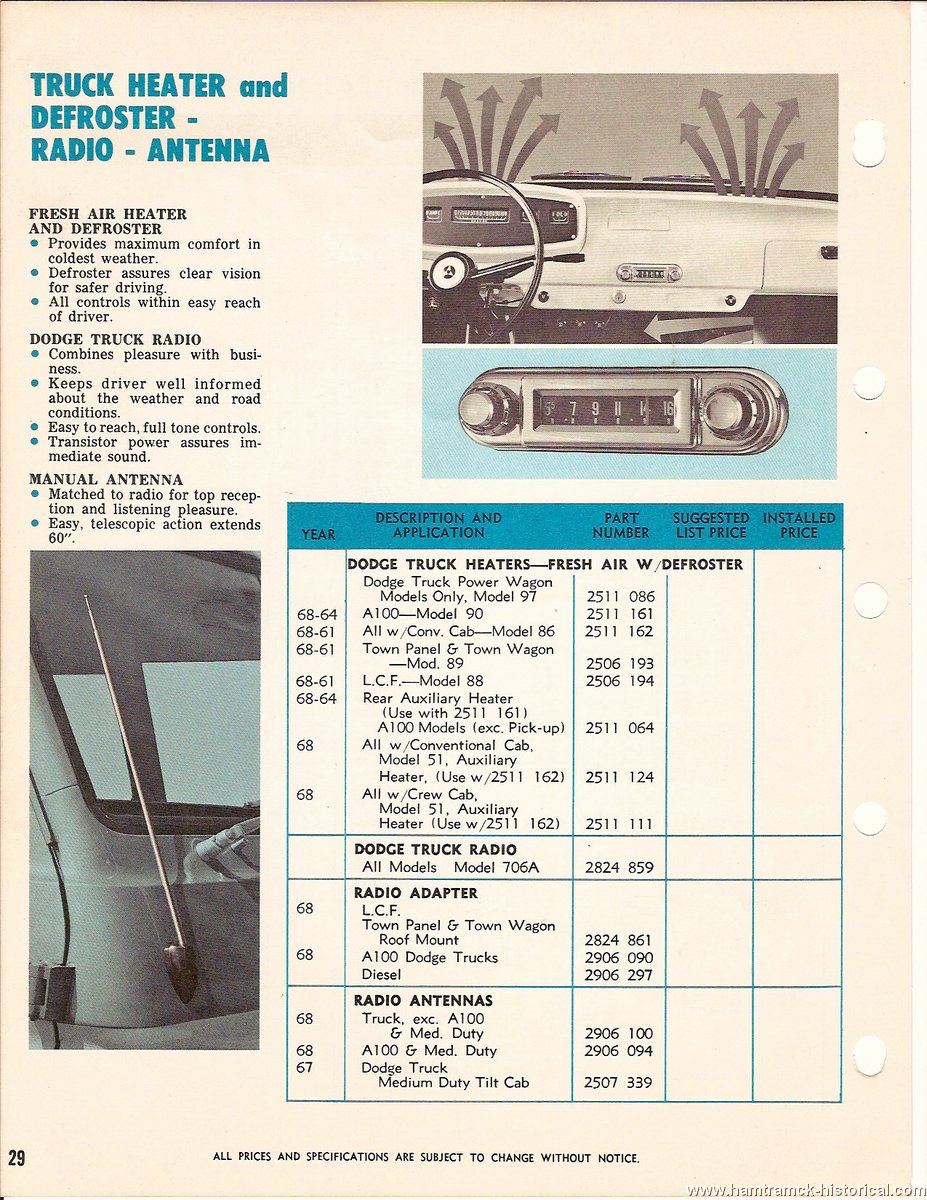 TRUCK HEATER and
DEFROSTER -
RADIO - ANTENNA
FRESH AIR HEATER
AND DEFROSTER
• Provides maximum comfort in
coldest weather.
• Defroster assures clear vision
for safer driving.
• All controls within easy reach
of driver.
DODGE TRUCK RADIO
• Combines pleasure with busi-
ness.
• Keeps driver well informed
about the weather and road
conditions.
• Easy to reach, full tone controls.
• Transistor power assures im-
mediate sound.
MANUAL ANTENNA
• Matched to radio for top recep-
tion and listening pleasure.
• Easy, telescopic action extends
60".
7 9 11 14 16
YEAR DESCRIPTION AND APPLICATION PART NUMBER SUGGESTED LIST PRICE INSTALLED PRICE
DODGE TRUCK HEATERS—FRESH AIR W/DEFROSTER
Dodge Truck Power Wagon
Models Only, Model 97 2511 086
68-64 A100—Model 90 2511 161
68-61 All w/Conv. Cab—Model 86 2511 162
68-61 Town Panel & Town Wagon
—Mod. 89 2506 193
68-61 L.C.F.—Model 88 2506 194
68-64 Rear Auxiliary Heater
(Use with 2511 161)
A100 Models (exc. Pick-up) 2511 064
68 All w/Conventional Cab,
Model 51, Auxiliary
Heater, (Use w/2511 162) 2511 124
68 All w/Crew Cab,
Model 51, Auxiliary
Heater (Use w/2511 162) 2511 111
DODGE TRUCK RADIO
All Models Model 706A 2824 859
RADIO ADAPTER
68 L.C.F.
Town Panel & Town Wagon
Roof Mount 2824 861
68 A100 Dodge Trucks 2906 090
Diesel 2906 297
RADIO ANTENNAS
68 Truck, exc. A100
& Med. Duty 2906 100
68 A100 & Med. Duty 2906 094
67 Dodge Truck
Medium Duty Tilt Cab 2507 339
29
ALL PRICES AND SPECIFICATIONS ARE SUBJECT TO CHANGE WITHOUT NOTICE.
www.hamtramck-historical.com